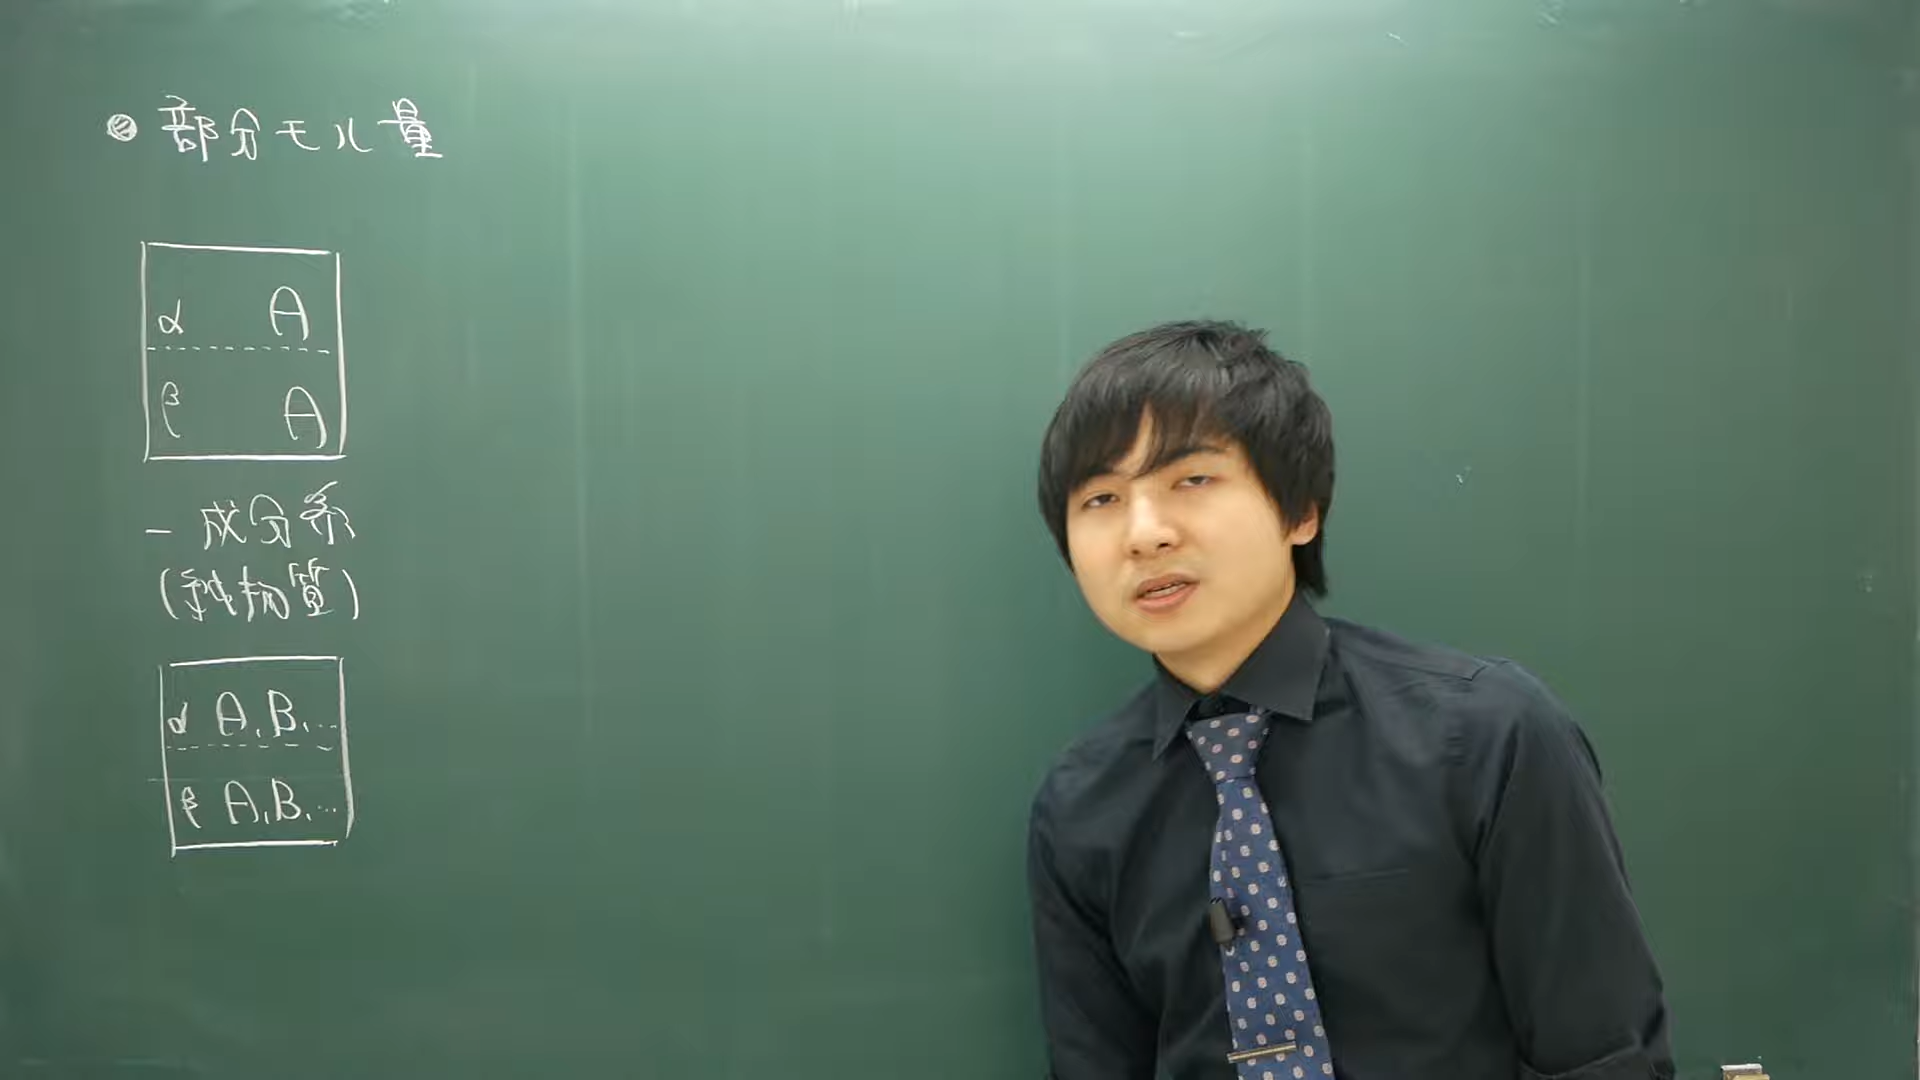 部分モル量
α A
β A
一成分系
(純物質)
α A, B, …
β A, B, …